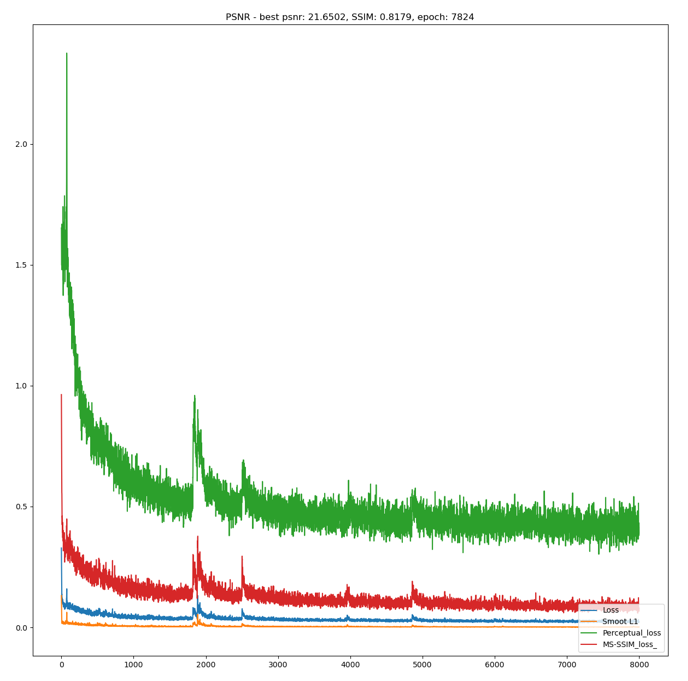 PSNR - best psnr: 21.6502, SSIM: 0.8179, epoch: 7824
2.0
1.5
1.0
0.5
0.0
0 1000 2000 3000 4000 5000 6000 7000 8000
Loss
Smoot L1
Perceptual_loss
MS-SSIM_loss_